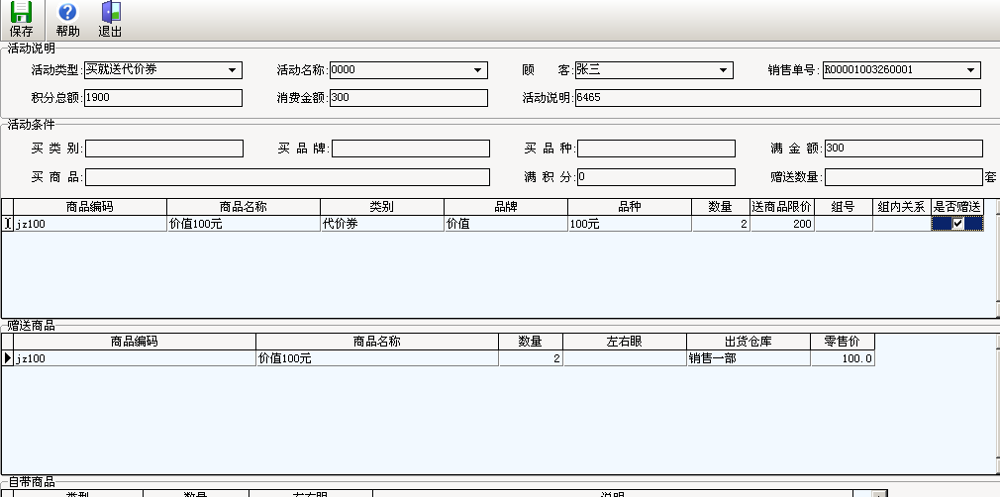 保存 帮助 退出
活动说明
活动类型: 买就送代价券 活动名称: 0000 顾 客: 张三 销售单号: R00001003260001
积分总额: 1900 消费金额: 300 活动说明: 6465
活动条件
买 类 别: 买 品 牌: 买 品 种: 满 金 额: 300
买 商 品: 满 积 分: 0 赠送数量: 套
商品编码 商品名称 类别 品牌 品种 数量 送商品限价 组号 组内关系 是否赠送
jz100 价值100元 代价券 价值 100元 2 200
赠送商品
商品编码 商品名称 数量 左右眼 出货仓库 零售价
jz100 价值100元 2 销售一部 100.0
自带商品
类型 数量 左右眼 说明